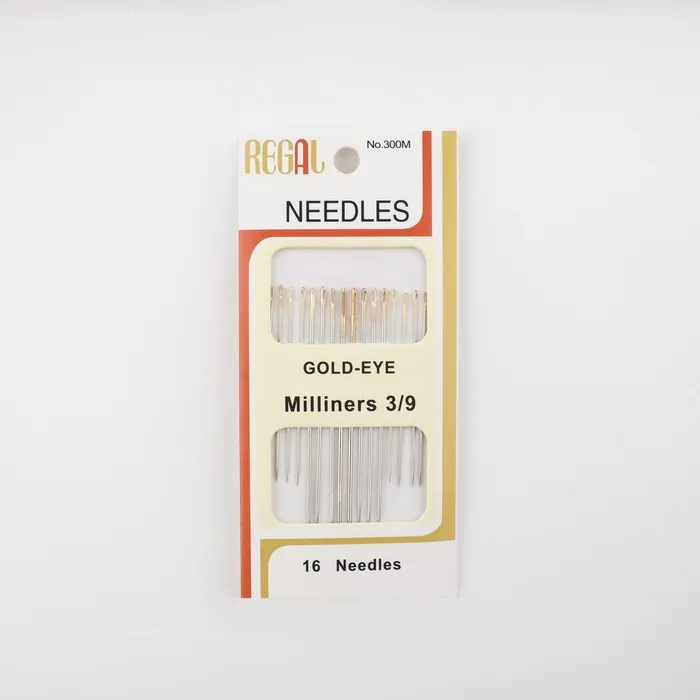 REGAL
No.300M
NEEDLES
GOLD-EYE
Milliners 3/9
16 Needles